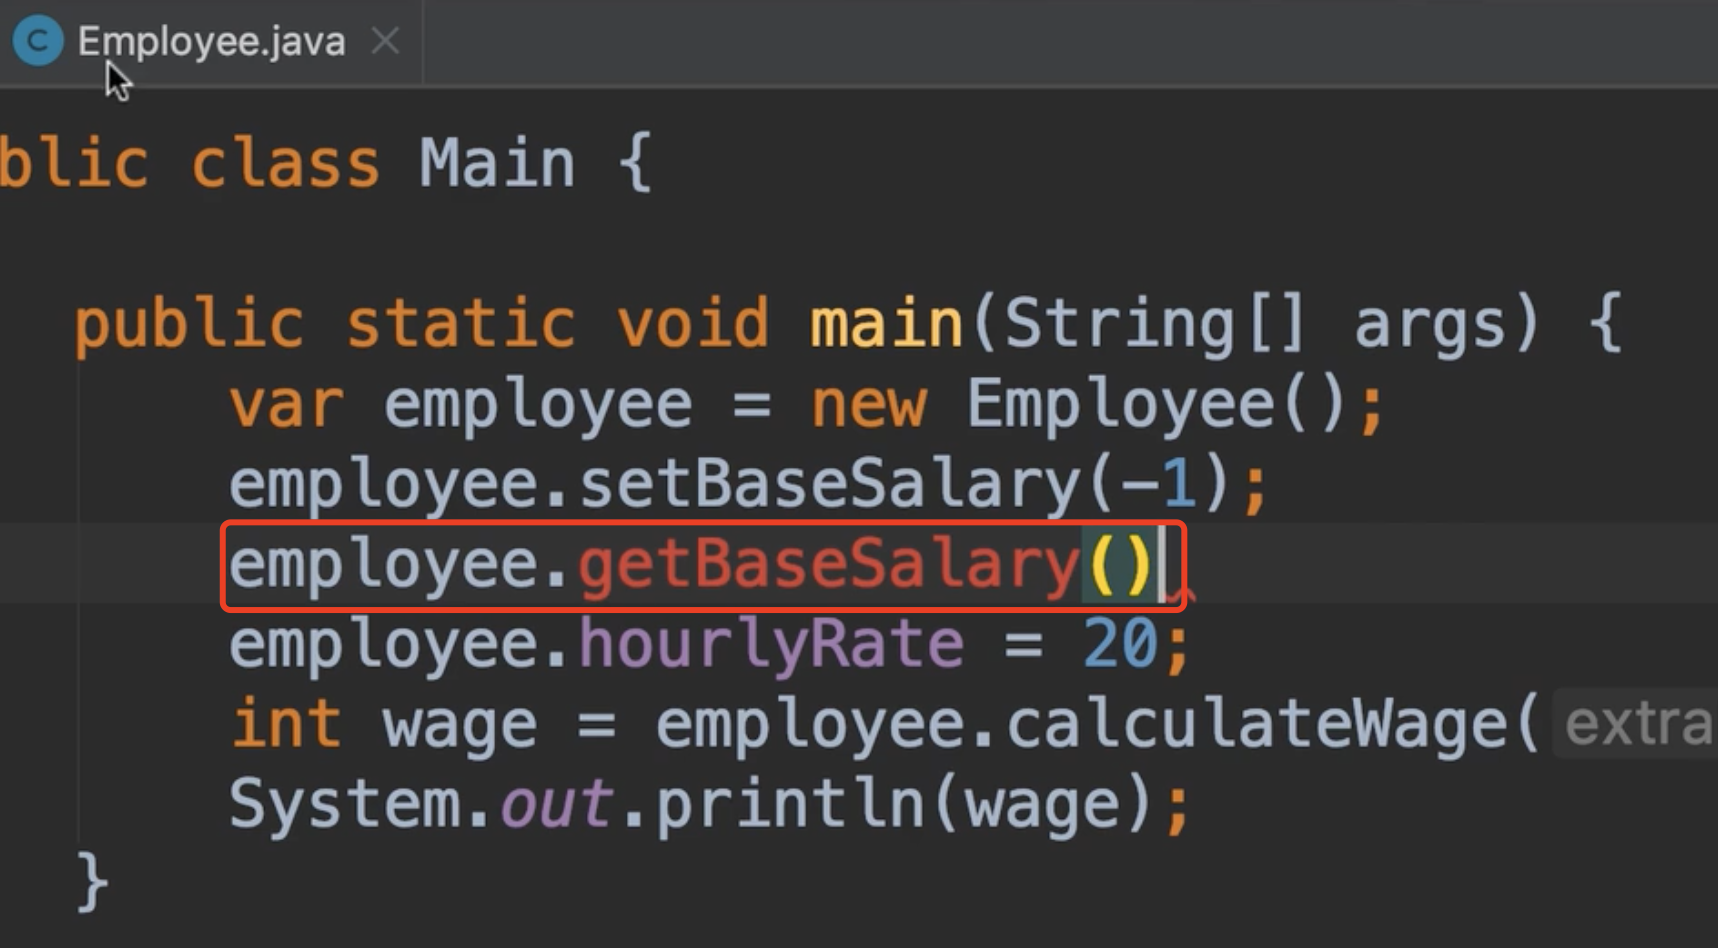 C Employee.java
blic class Main {
public static void main(String[] args) {
var employee = new Employee();
employee.setBaseSalary(-1);
employee.getBaseSalary()
employee.hourlyRate = 20;
int wage = employee.calculateWage( extra
System.out.println(wage);
}